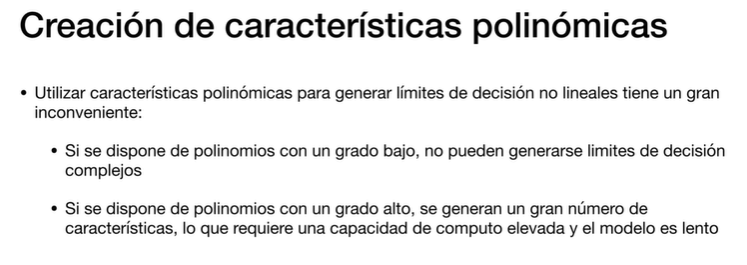 Creación de características polinómicas
• Utilizar características polinómicas para generar límites de decisión no lineales tiene un gran
inconveniente:
• Si se dispone de polinomios con un grado bajo, no pueden generarse limites de decisión
complejos
• Si se dispone de polinomios con un grado alto, se generan un gran número de
características, lo que requiere una capacidad de computo elevada y el modelo es lento